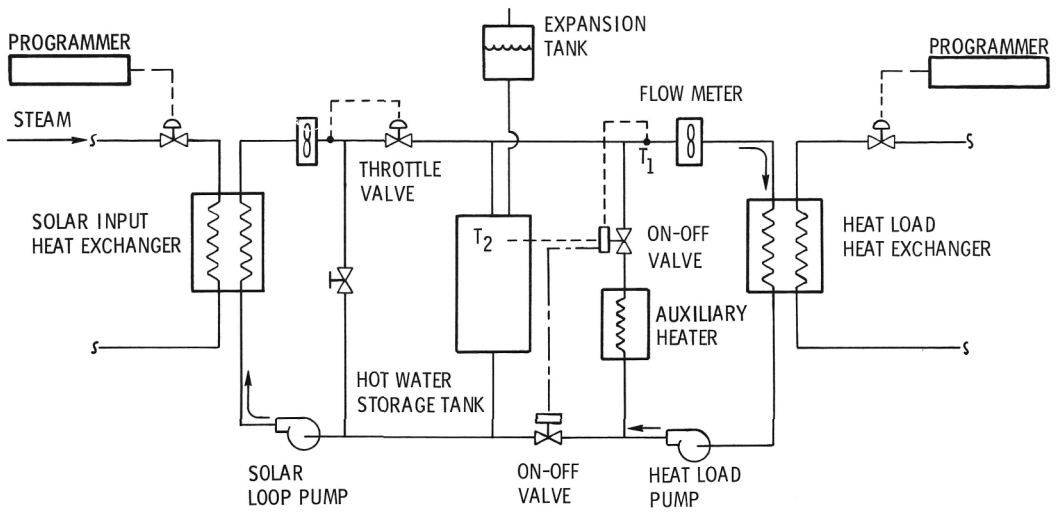 EXPANSION
TANK
PROGRAMMER
PROGRAMMER
FLOW METER
STEAM
S
S
T1
THROTTLE
VALVE
SOLAR INPUT
HEAT EXCHANGER
T2
ON-OFF
VALVE
HEAT LOAD
HEAT EXCHANGER
AUXILIARY
HEATER
S
S
HOT WATER
STORAGE TANK
SOLAR
LOOP PUMP
ON-OFF
VALVE
HEAT LOAD
PUMP